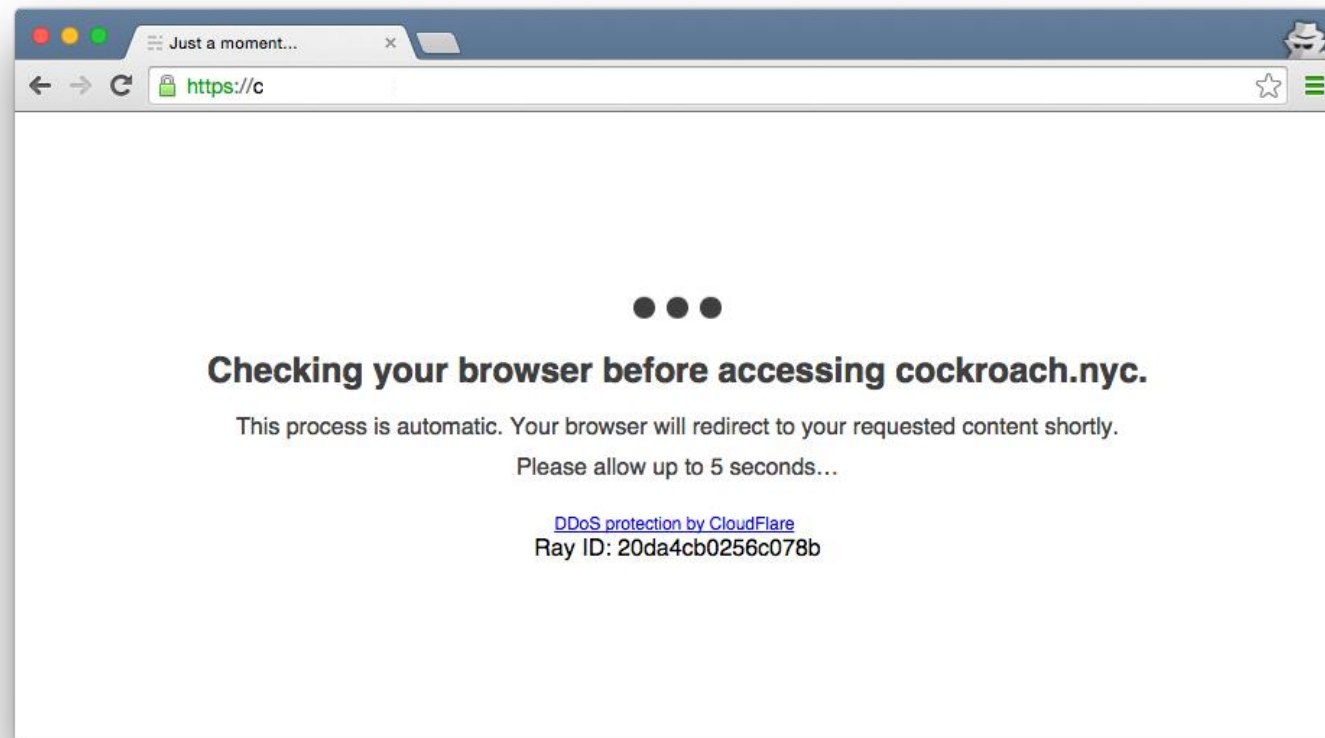 Just a moment...
https://c
Checking your browser before accessing cockroach.nyc.
This process is automatic. Your browser will redirect to your requested content shortly.
Please allow up to 5 seconds…
DDoS protection by CloudFlare
Ray ID: 20da4cb0256c078b